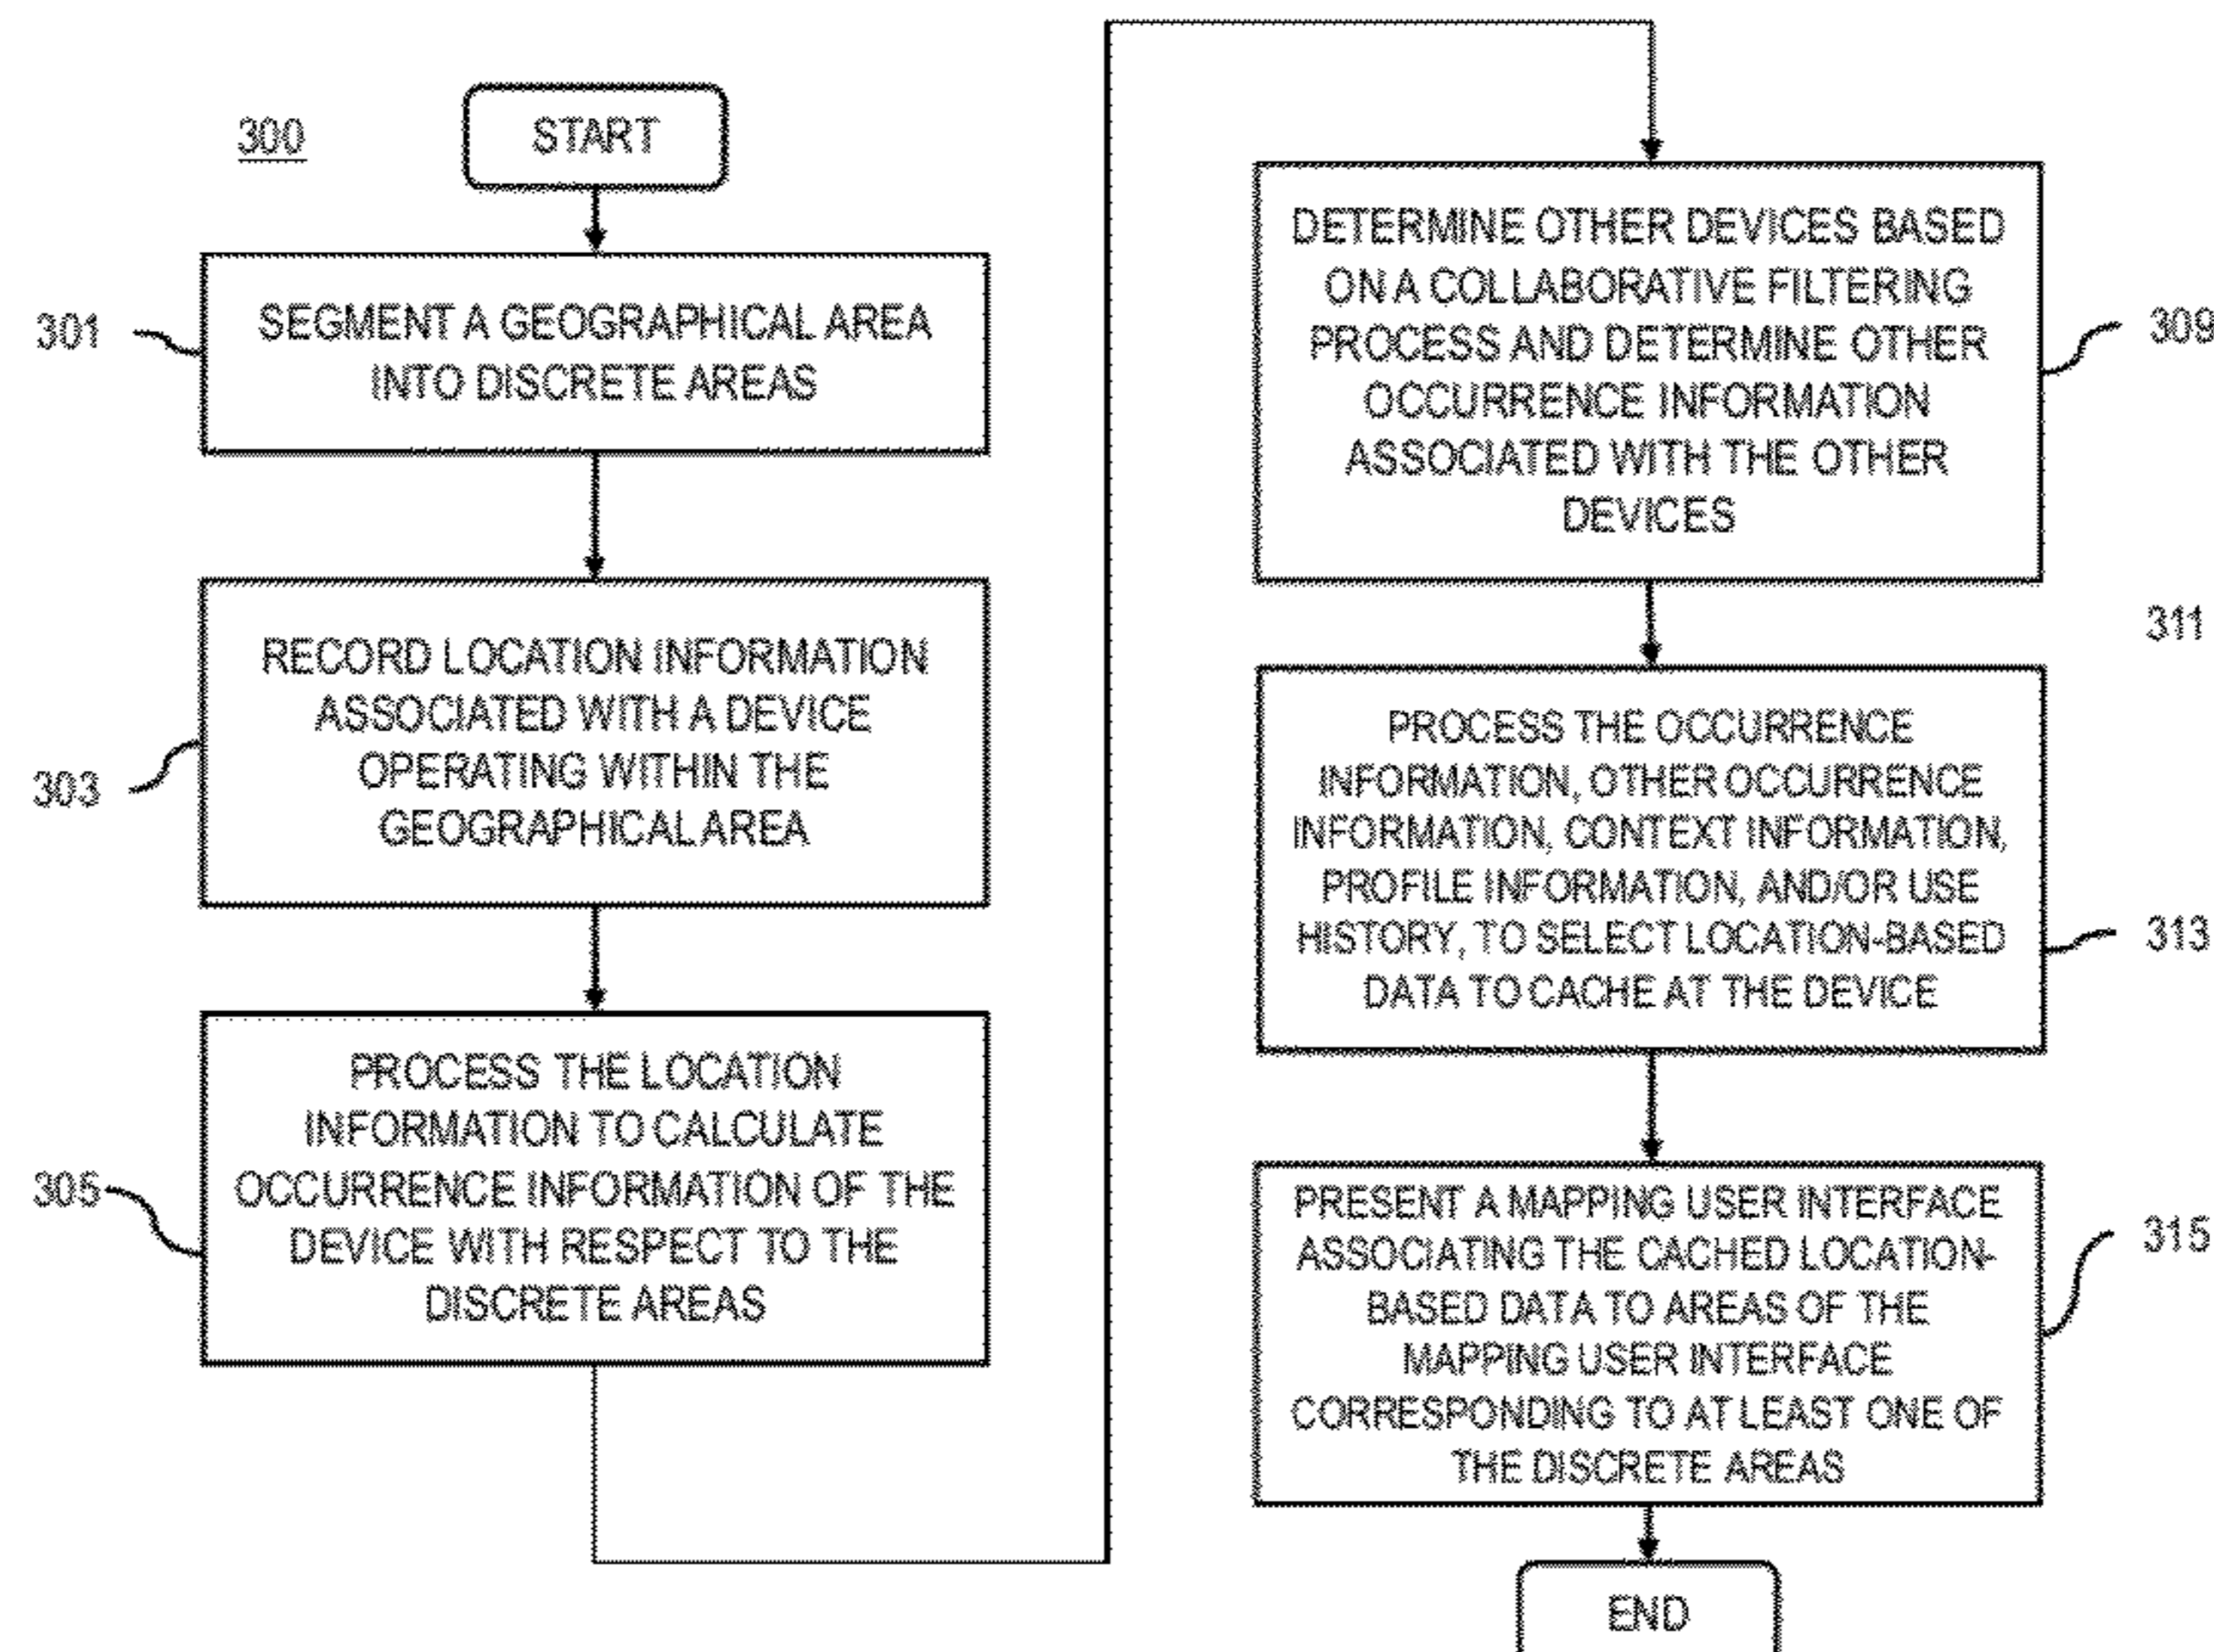 300
START
301
SEGMENT A GEOGRAPHICAL AREA
INTO DISCRETE AREAS
303
RECORD LOCATION INFORMATION
ASSOCIATED WITH A DEVICE
OPERATING WITHIN THE
GEOGRAPHICAL AREA
305
PROCESS THE LOCATION
INFORMATION TO CALCULATE
OCCURRENCE INFORMATION OF THE
DEVICE WITH RESPECT TO THE
DISCRETE AREAS
DETERMINE OTHER DEVICES BASED
ON A COLLABORATIVE FILTERING
PROCESS AND DETERMINE OTHER
OCCURRENCE INFORMATION
ASSOCIATED WITH THE OTHER
DEVICES
309
311
PROCESS THE OCCURRENCE
INFORMATION, OTHER OCCURRENCE
INFORMATION, CONTEXT INFORMATION,
PROFILE INFORMATION, AND/OR USE
HISTORY, TO SELECT LOCATION-BASED
DATA TO CACHE AT THE DEVICE
313
PRESENT A MAPPING USER INTERFACE
ASSOCIATING THE CACHED LOCATION-
BASED DATA TO AREAS OF THE
MAPPING USER INTERFACE
CORRESPONDING TO AT LEAST ONE OF
THE DISCRETE AREAS
315
END